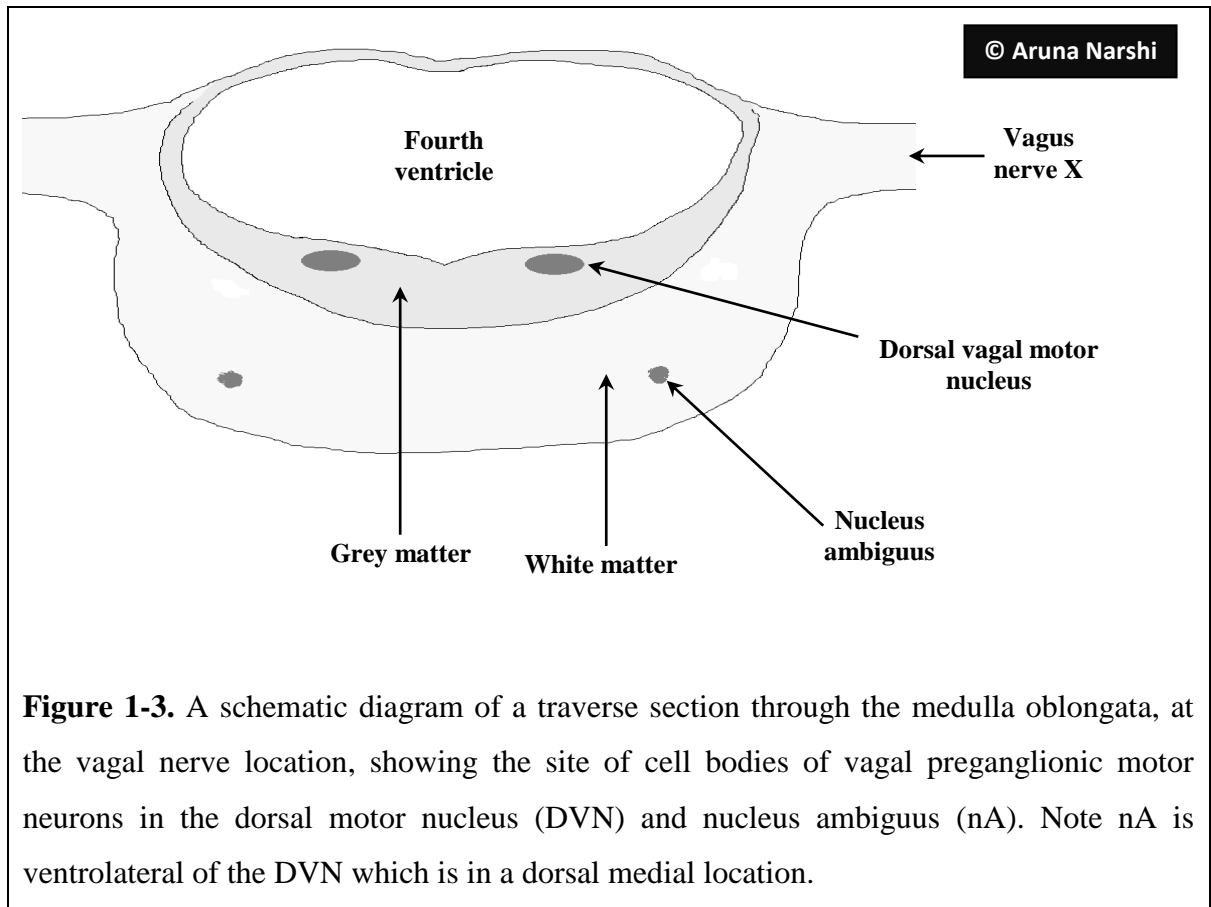 © Aruna Narshi
Fourth
ventricle
Vagus
nerve X
Dorsal vagal motor
nucleus
Nucleus
ambiguus
Grey matter
White matter
Figure 1-3. A schematic diagram of a traverse section through the medulla oblongata, at
the vagal nerve location, showing the site of cell bodies of vagal preganglionic motor
neurons in the dorsal motor nucleus (DVN) and nucleus ambiguus (nA). Note nA is
ventrolateral of the DVN which is in a dorsal medial location.